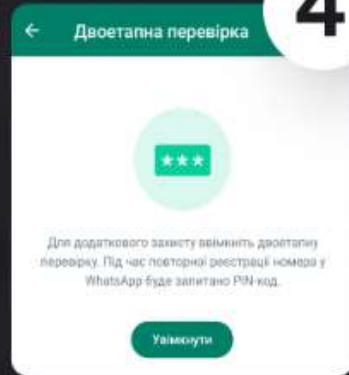 4
Двоетапна перевірка
***
Для додаткового захисту ввімкніть двоетапну
перевірку. Під час повторної реєстрації номера у
WhatsApp буде запитано PIN-код.
Увімкнути